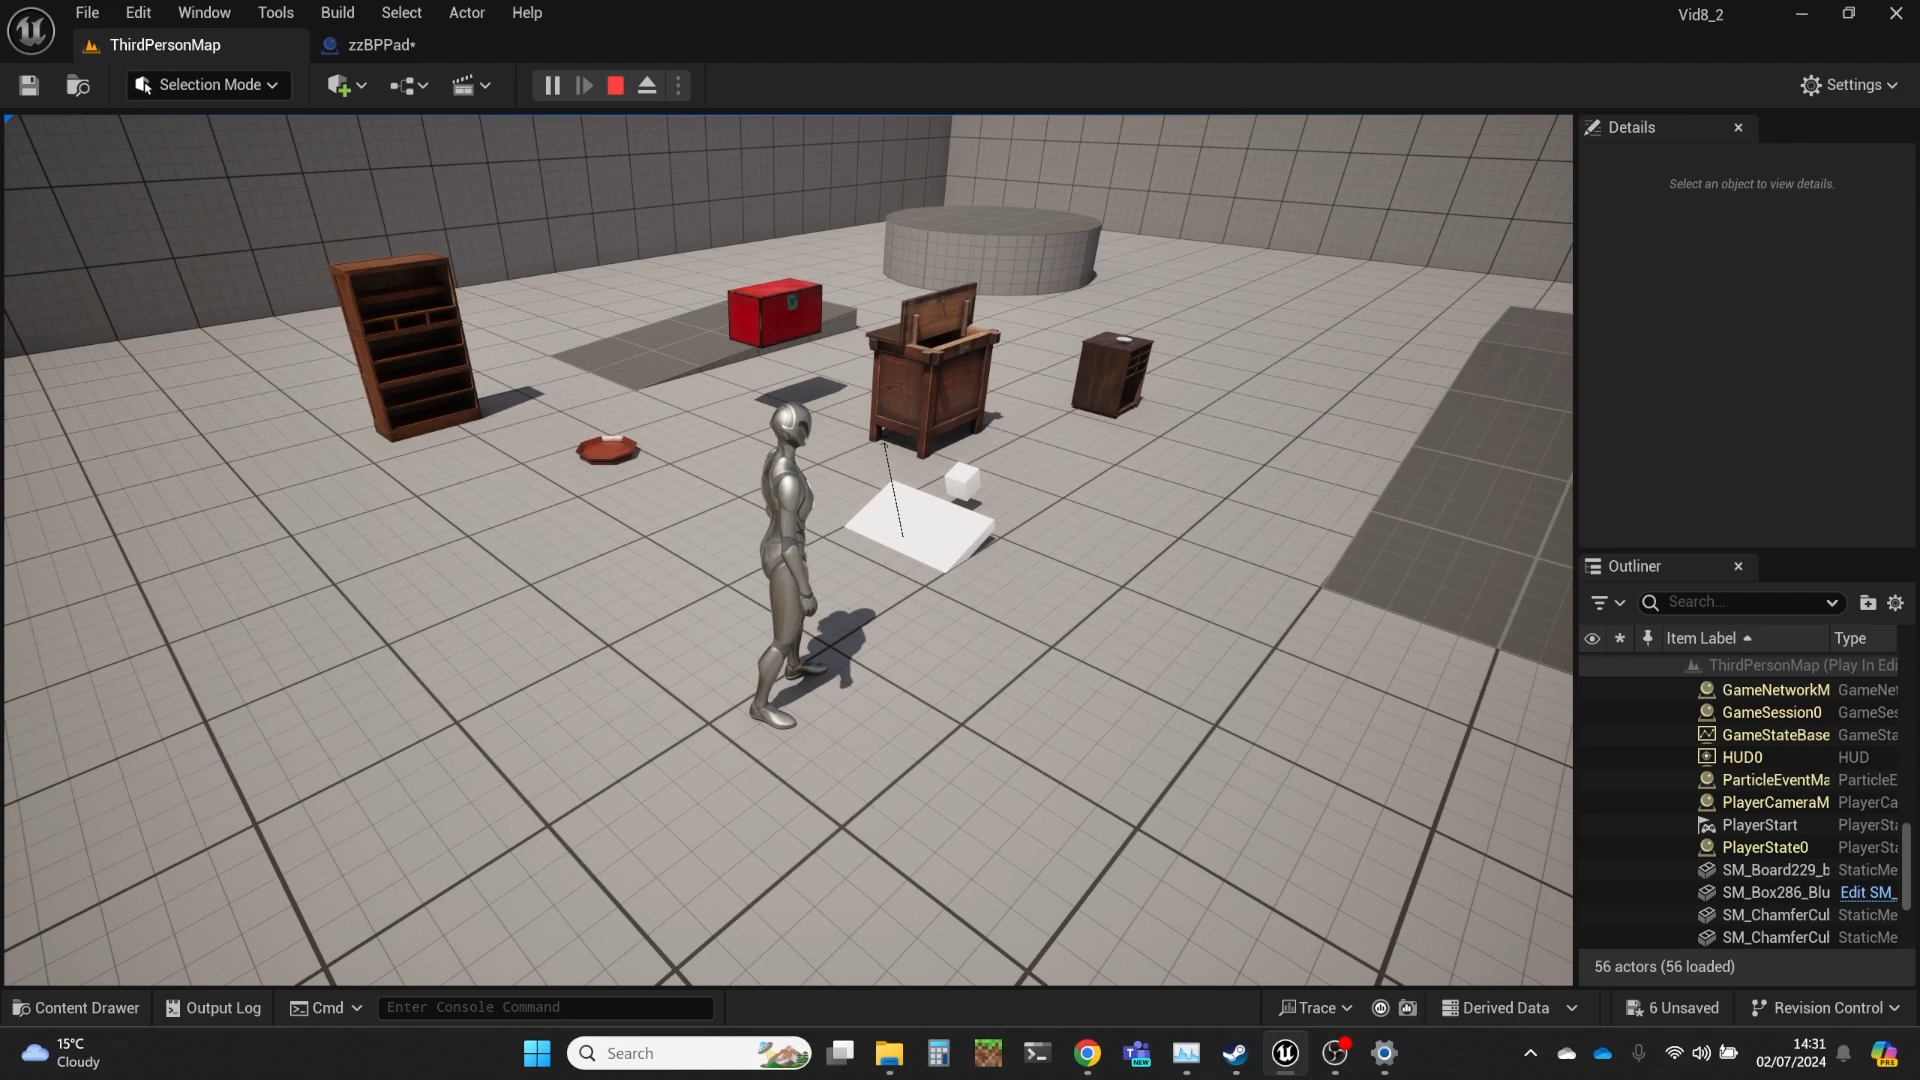 File Edit Window Tools Build Select Actor Help
Vid8_2
ThirdPersonMap
zzBPPad*
Selection Mode
Settings
Details
Select an object to view details.
Outliner
Search...
Item Label
Type
ThirdPersonMap (Play In Edi
GameNetworkM GameNet
GameSession0 GameSes
GameStateBase GameSta
HUD0 HUD
ParticleEventMa ParticleE
PlayerCameraM PlayerCa
PlayerStart PlayerSta
PlayerState0 PlayerSta
SM_Board229_b StaticMe
SM_Box286_Blu Edit SM_
SM_ChamferCul StaticMe
SM_ChamferCul StaticMe
56 actors (56 loaded)
Content Drawer
Output Log
Cmd
Enter Console Command
Trace
Derived Data
6 Unsaved
Revision Control
15°C
Cloudy
Search
NEW
14:31
02/07/2024
PRE